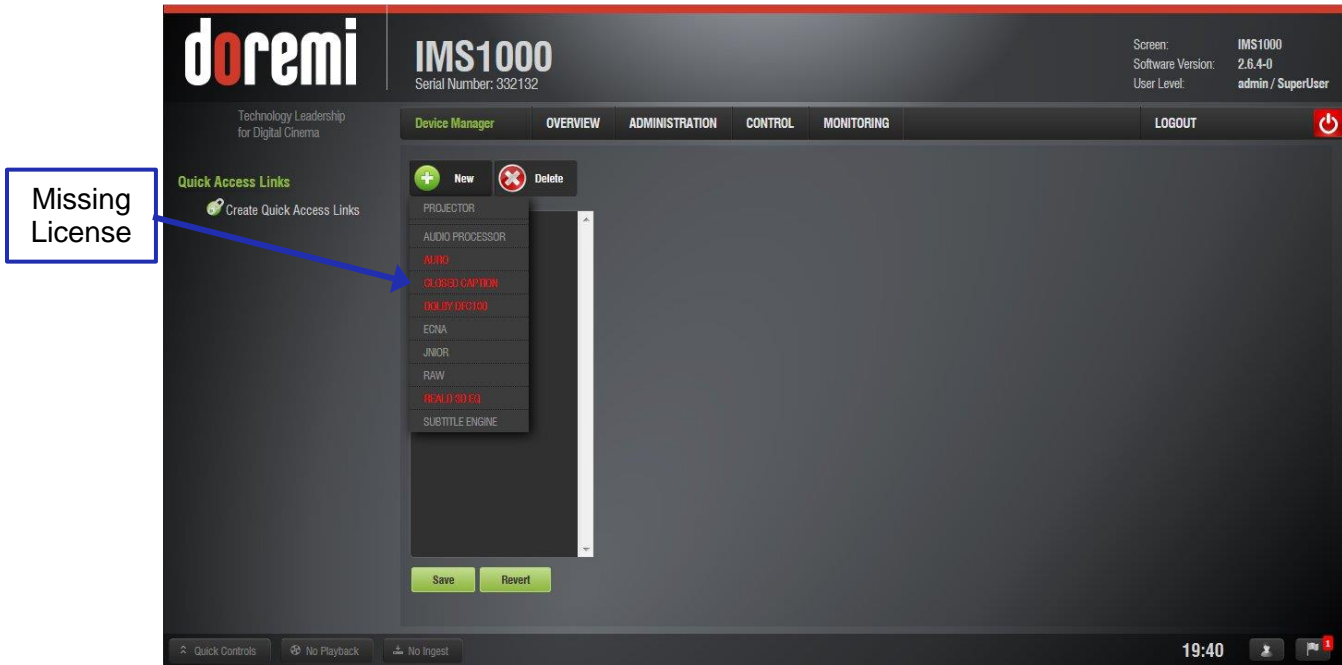 doremi
Technology Leadership
for Digital Cinema
IMS1000
Serial Number: 332132
Screen: IMS1000
Software Version: 2.6.4-0
User Level: admin / SuperUser
Device Manager OVERVIEW ADMINISTRATION CONTROL MONITORING LOGOUT
Missing
License
Quick Access Links
Create Quick Access Links
New Delete
PROJECTOR
AUDIO PROCESSOR
AURO
CLOSED CAPTION
DOLBY DFC100
ECNA
JNIOR
RAW
REALD 3D EQ
SUBTITLE ENGINE
Save Revert
Quick Controls No Playback No Ingest 19:40 1